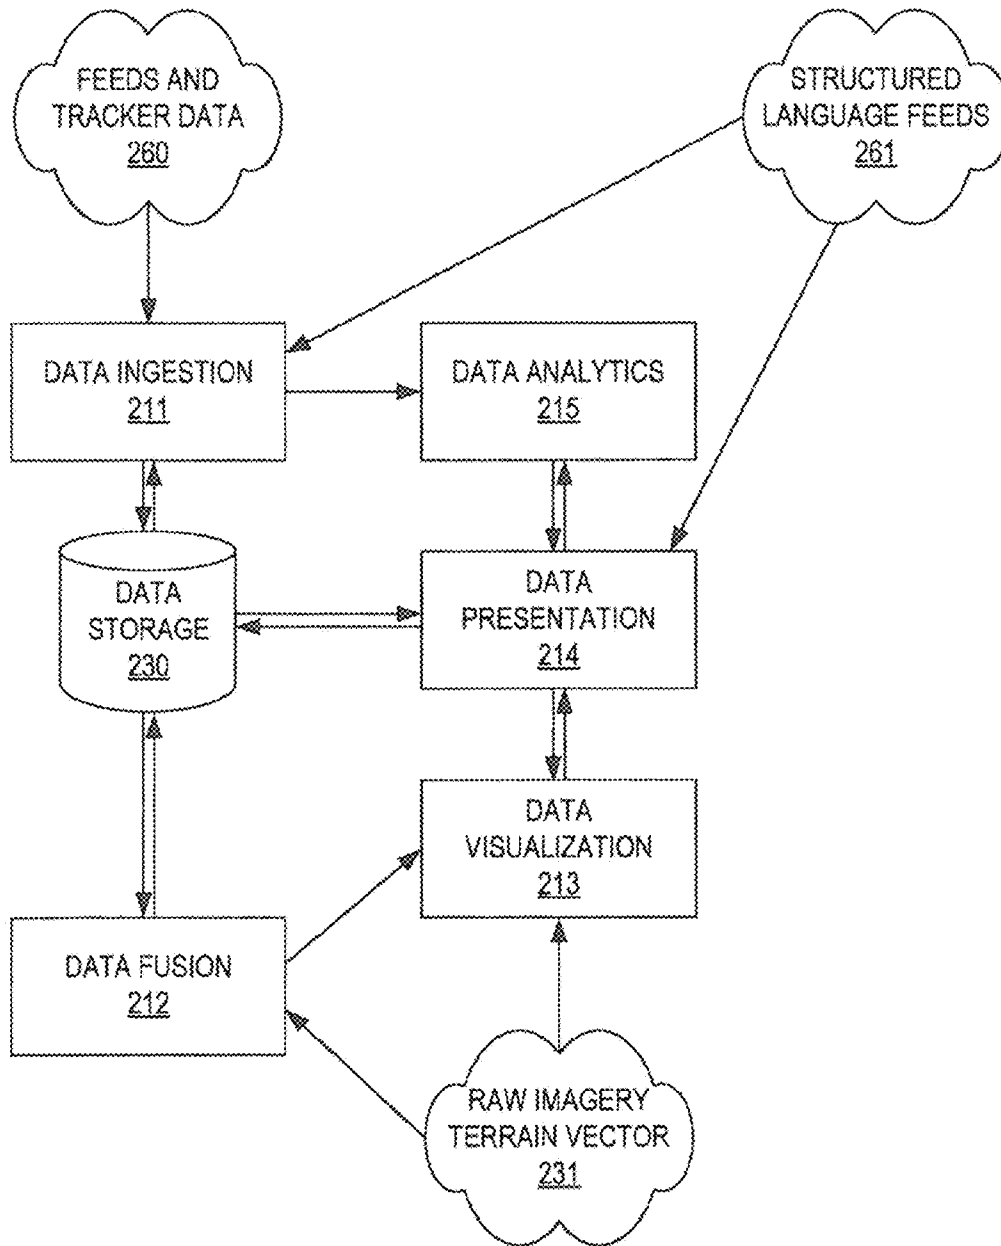 FEEDS AND
TRACKER DATA
260
STRUCTURED
LANGUAGE FEEDS
261
DATA INGESTION
211
DATA ANALYTICS
215
DATA
STORAGE
230
DATA
PRESENTATION
214
DATA
VISUALIZATION
213
DATA FUSION
212
RAW IMAGERY
TERRAIN VECTOR
231